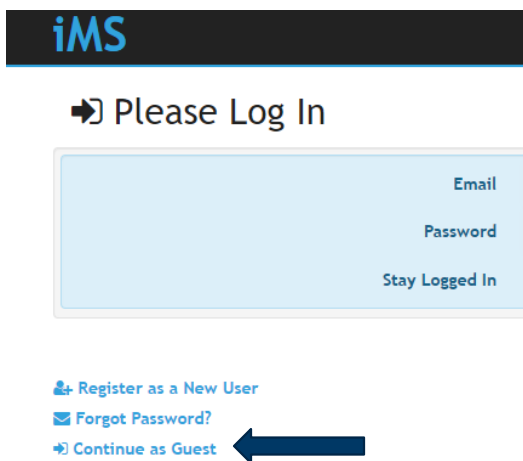 iMS
Please Log In
Email
Password
Stay Logged In
Register as a New User
Forgot Password?
Continue as Guest